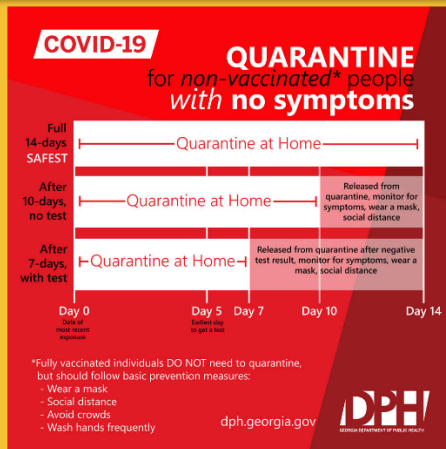 COVID-19
QUARANTINE
for non-vaccinated* people
with no symptoms
Full
14-days
SAFEST
Quarantine at Home
After
10-days,
no test
Quarantine at Home
Released from
quarantine, monitor for
symptoms, wear a mask,
social distance
After
7-days,
with test
Quarantine at Home
Released from quarantine after negative
test result, monitor for symptoms, wear a
mask, social distance
Day 0
Date of
most recent
exposure
Day 5
Earliest day
to get a test
Day 7
Day 10
Day 14
*Fully vaccinated individuals DO NOT need to quarantine,
but should follow basic prevention measures:
- Wear a mask
- Social distance
- Avoid crowds
- Wash hands frequently
dph.georgia.gov
DPH
GEORGIA DEPARTMENT OF PUBLIC HEALTH